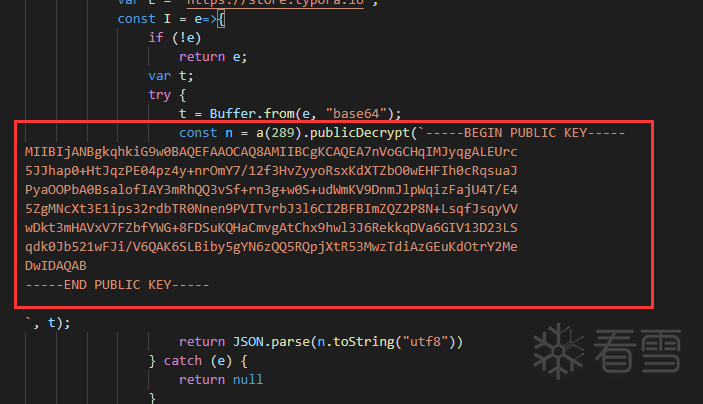 var L = "https://store.typora.io",
const I = e=>{
if (!e)
return e;
var t;
try {
t = Buffer.from(e, "base64");
const n = a(289).publicDecrypt(`-----BEGIN PUBLIC KEY-----
MIIBIjANBgkqhkiG9w0BAQEFAAOCAQ8AMIIBCgKCAQEA7nVoGCHqIMJyqgALEUrc
5JJhap0+HtJqzPE04pz4y+nrOmY7/12f3HvZyyoRsxKdXTZbO0wEHFIh0cRqsuaJ
PyaOOPbA0BsalofIAY3mRhQQ3vSf+rn3g+w0S+udWmKV9DnmJlpWqizFajU4T/E4
5ZgMNcXt3E1ips32rdbTR0Nnen9PVITvrbJ3l6CI2BFBImZQZ2P8N+LsqfJsqyVV
wDkt3mHAVxV7FZbfYWG+8FDSuKQHaCmvgAtChx9hwl3J6RekkqDVa6GIV13D23LS
qdk0Jb521wFJi/V6QAK6SLBiby5gYN6zQQ5RQpjXtR53MwzTdiAzGEuKdOtrY2Me
DwIDAQAB
-----END PUBLIC KEY-----
`, t);
return JSON.parse(n.toString("utf8"))
} catch (e) {
return null
}
看雪